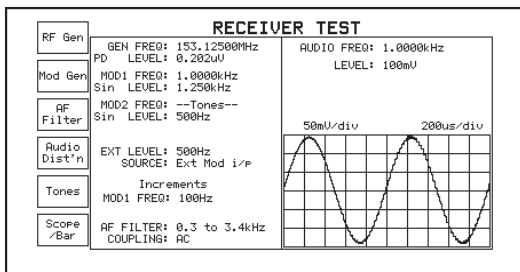 RECEIVER TEST
RF Gen
Mod Gen
AF
Filter
Audio
Dist'n
Tones
Scope
/Bar
GEN FREQ: 153.12500MHz
PD LEVEL: 0.202uV
MOD1 FREQ: 1.0000kHz
Sin LEVEL: 1.250kHz
MOD2 FREQ: --Tones--
Sin LEVEL: 500Hz
EXT LEVEL: 500Hz
SOURCE: Ext Mod i/p
Increments
MOD1 FREQ: 100Hz
AF FILTER: 0.3 to 3.4kHz
COUPLING: AC
AUDIO FREQ: 1.0000kHz
LEVEL: 100mV
50mV/div 200us/div